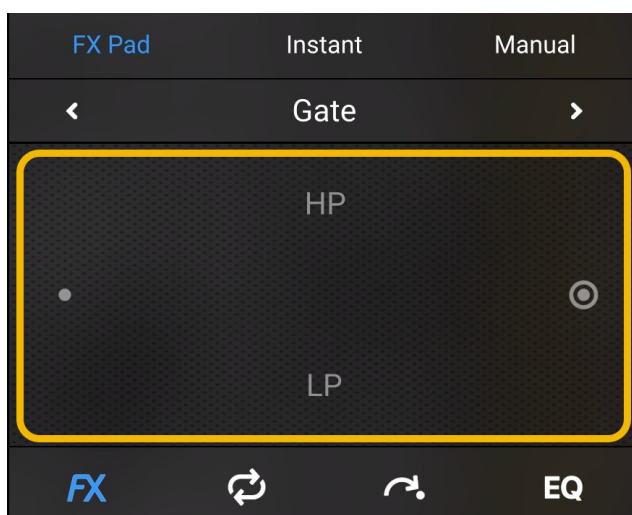 FX Pad Instant Manual
Gate
HP
LP
FX EQ